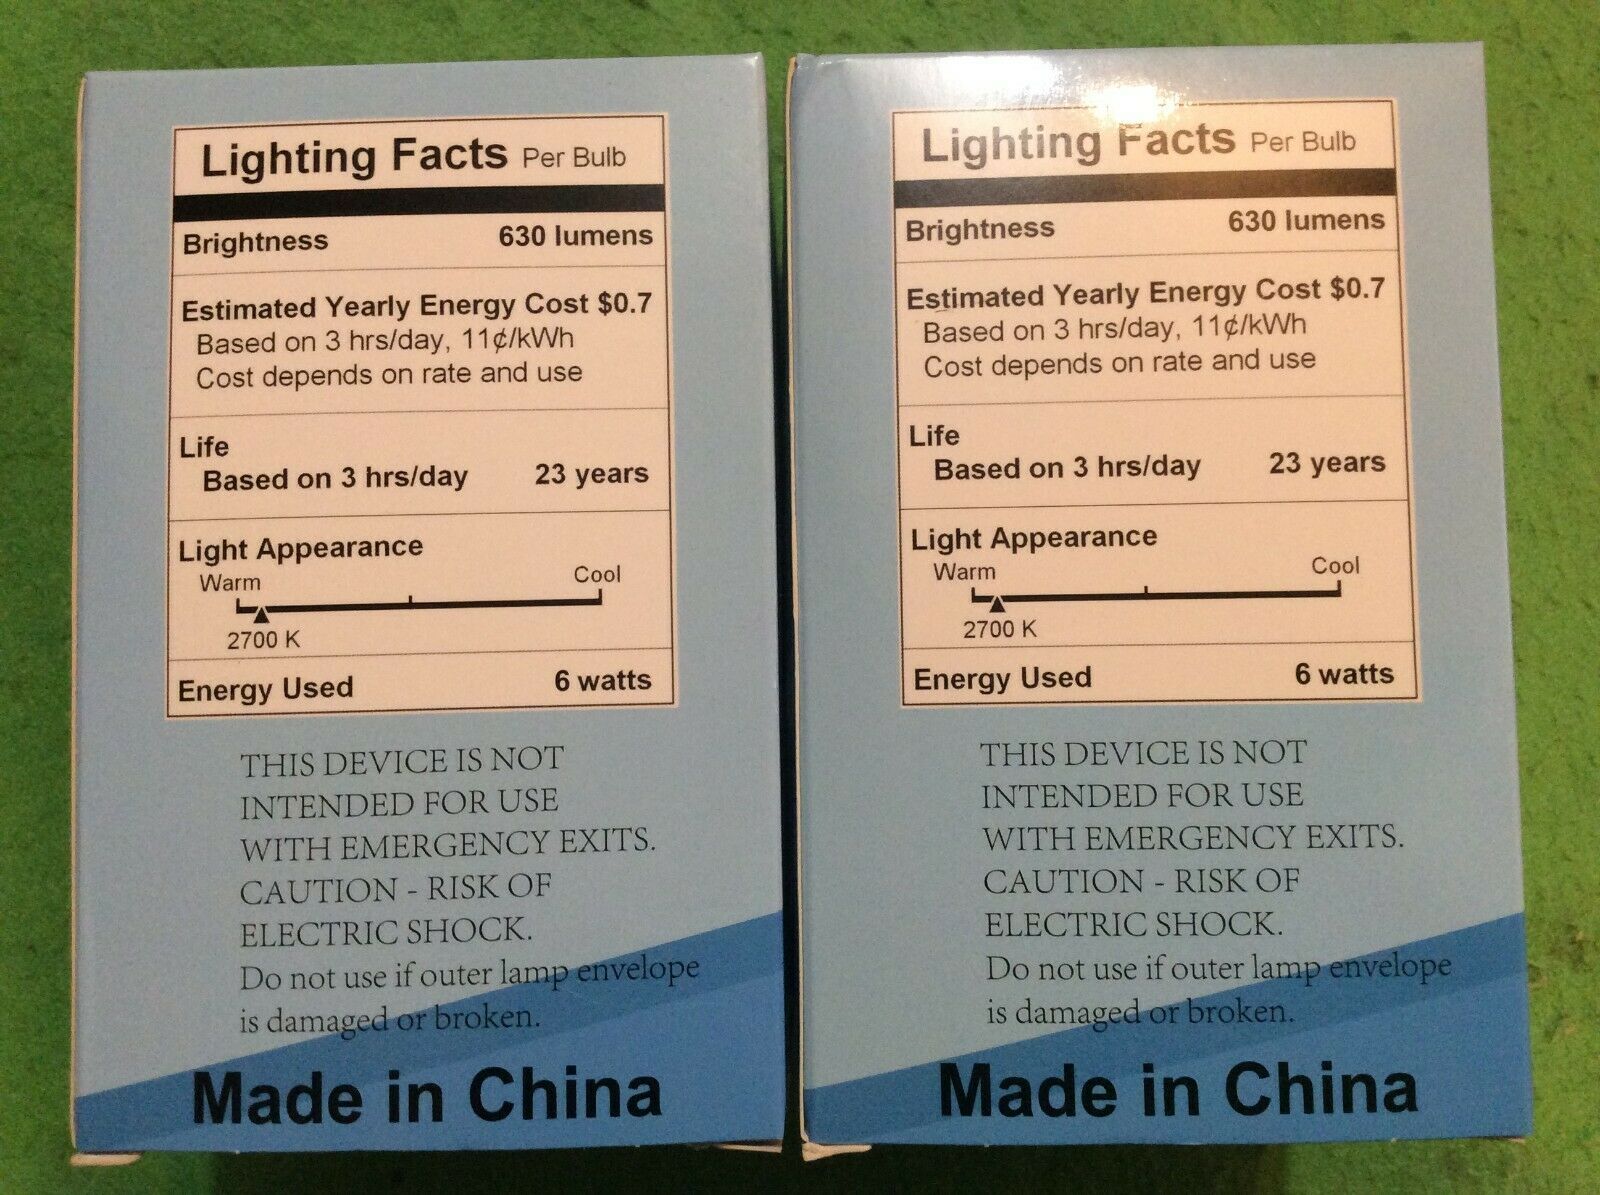 Lighting Facts Per Bulb
Brightness 630 lumens
Estimated Yearly Energy Cost $0.7
Based on 3 hrs/day, 11¢/kWh
Cost depends on rate and use
Life
Based on 3 hrs/day 23 years
Light Appearance
Warm Cool
2700 K
Energy Used 6 watts
THIS DEVICE IS NOT
INTENDED FOR USE
WITH EMERGENCY EXITS.
CAUTION - RISK OF
ELECTRIC SHOCK.
Do not use if outer lamp envelope
is damaged or broken.
Made in China
Lighting Facts Per Bulb
Brightness 630 lumens
Estimated Yearly Energy Cost $0.7
Based on 3 hrs/day, 11¢/kWh
Cost depends on rate and use
Life
Based on 3 hrs/day 23 years
Light Appearance
Warm Cool
2700 K
Energy Used 6 watts
THIS DEVICE IS NOT
INTENDED FOR USE
WITH EMERGENCY EXITS.
CAUTION - RISK OF
ELECTRIC SHOCK.
Do not use if outer lamp envelope
is damaged or broken.
Made in China